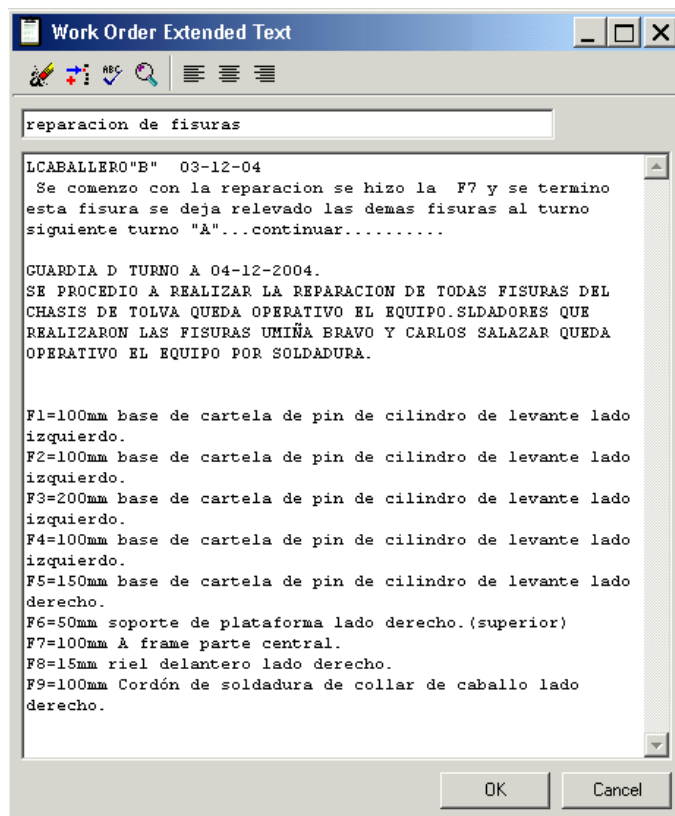 Work Order Extended Text
ABC
reparacion de fisuras
LCABALLERO"B"  03-12-04
Se comenzo con la reparacion se hizo la  F7 y se termino
esta fisura se deja relevado las demas fisuras al turno
siguiente turno "A"...continuar..........
GUARDIA D TURNO A 04-12-2004.
SE PROCEDIO A REALIZAR LA REPARACION DE TODAS FISURAS DEL
CHASIS DE TOLVA QUEDA OPERATIVO EL EQUIPO.SLDADORES QUE
REALIZARON LAS FISURAS UMIÑA BRAVO Y CARLOS SALAZAR QUEDA
OPERATIVO EL EQUIPO POR SOLDADURA.
F1=100mm base de cartela de pin de cilindro de levante lado
izquierdo.
F2=100mm base de cartela de pin de cilindro de levante lado
izquierdo.
F3=200mm base de cartela de pin de cilindro de levante lado
izquierdo.
F4=100mm base de cartela de pin de cilindro de levante lado
izquierdo.
F5=150mm base de cartela de pin de cilindro de levante lado
derecho.
F6=50mm soporte de plataforma lado derecho.(superior)
F7=100mm A frame parte central.
F8=15mm riel delantero lado derecho.
F9=100mm Cordón de soldadura de collar de caballo lado
derecho.
OK
Cancel